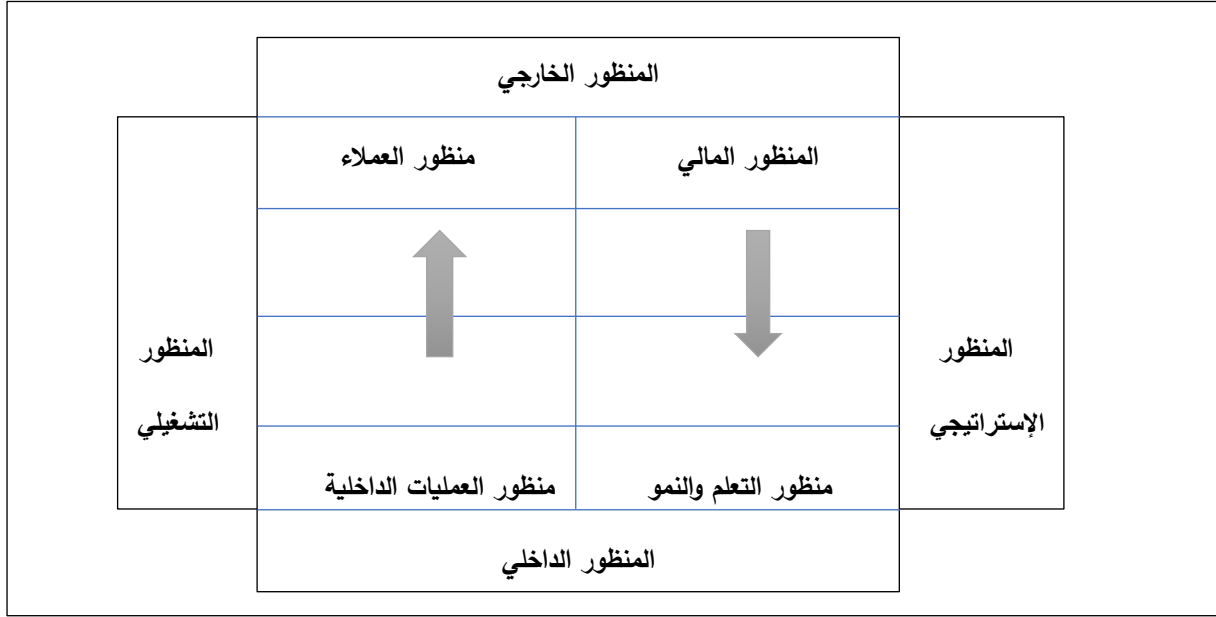 المنظور الخارجي
المنظور المالي
منظور العملاء
المنظور
الإستراتيجي
المنظور
التشغيلي
منظور التعلم والنمو
منظور العمليات الداخلية
المنظور الداخلي